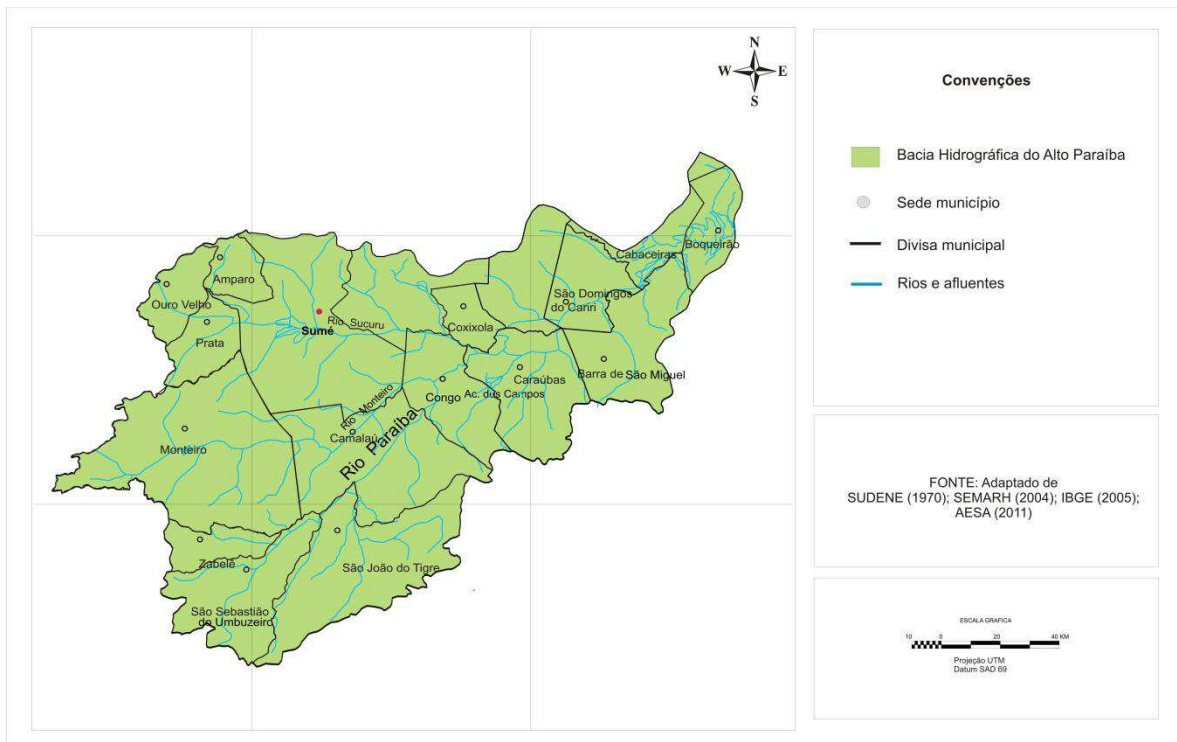 N
W E
S
Boqueirão
Cabaceiras
Amparo
Ouro Velho
São Domingos
do Cariri
Rio Sucuru
Sumé
Coxixola
Prata
Barra de São Miguel
Caraúbas
Ac. dus Campos
Congo
Rio Monteiro
Camalaú
Rio Paraíba
Monteiro
Zabelê
São João do Tigre
São Sebastião
do Umbuzeiro
Convenções
Bacia Hidrográfica do Alto Paraíba
Sede município
Divisa municipal
Rios e afluentes
FONTE: Adaptado de
SUDENE (1970); SEMARH (2004); IBGE (2005);
AESA (2011)
ESCALA GRAFICA
10 0 20 40 KM
Projeção UTM
Datum SAD 69